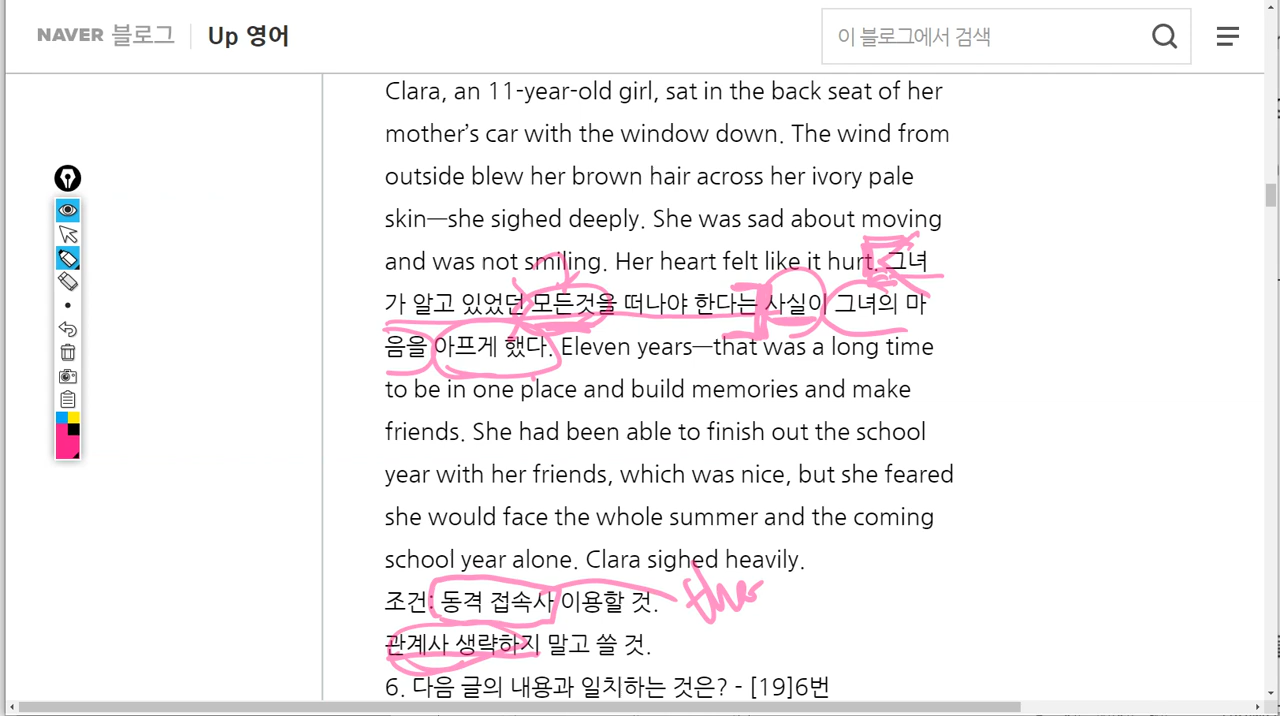 NAVER 블로그 Up 영어
이 블로그에서 검색
Clara, an 11-year-old girl, sat in the back seat of her
mother's car with the window down. The wind from
outside blew her brown hair across her ivory pale
skin—she sighed deeply. She was sad about moving
and was not smiling. Her heart felt like it hurt. 그녀
가 알고 있었던 모든것을 떠나야 한다는 사실이 그녀의 마
음을 아프게 했다. Eleven years—that was a long time
to be in one place and build memories and make
friends. She had been able to finish out the school
year with her friends, which was nice, but she feared
she would face the whole summer and the coming
school year alone. Clara sighed heavily.
조건: 동격 접속사 이용할 것.
관계사 생략하지 말고 쓸 것.
6. 다음 글의 내용과 일치하는 것은? - [19]6번